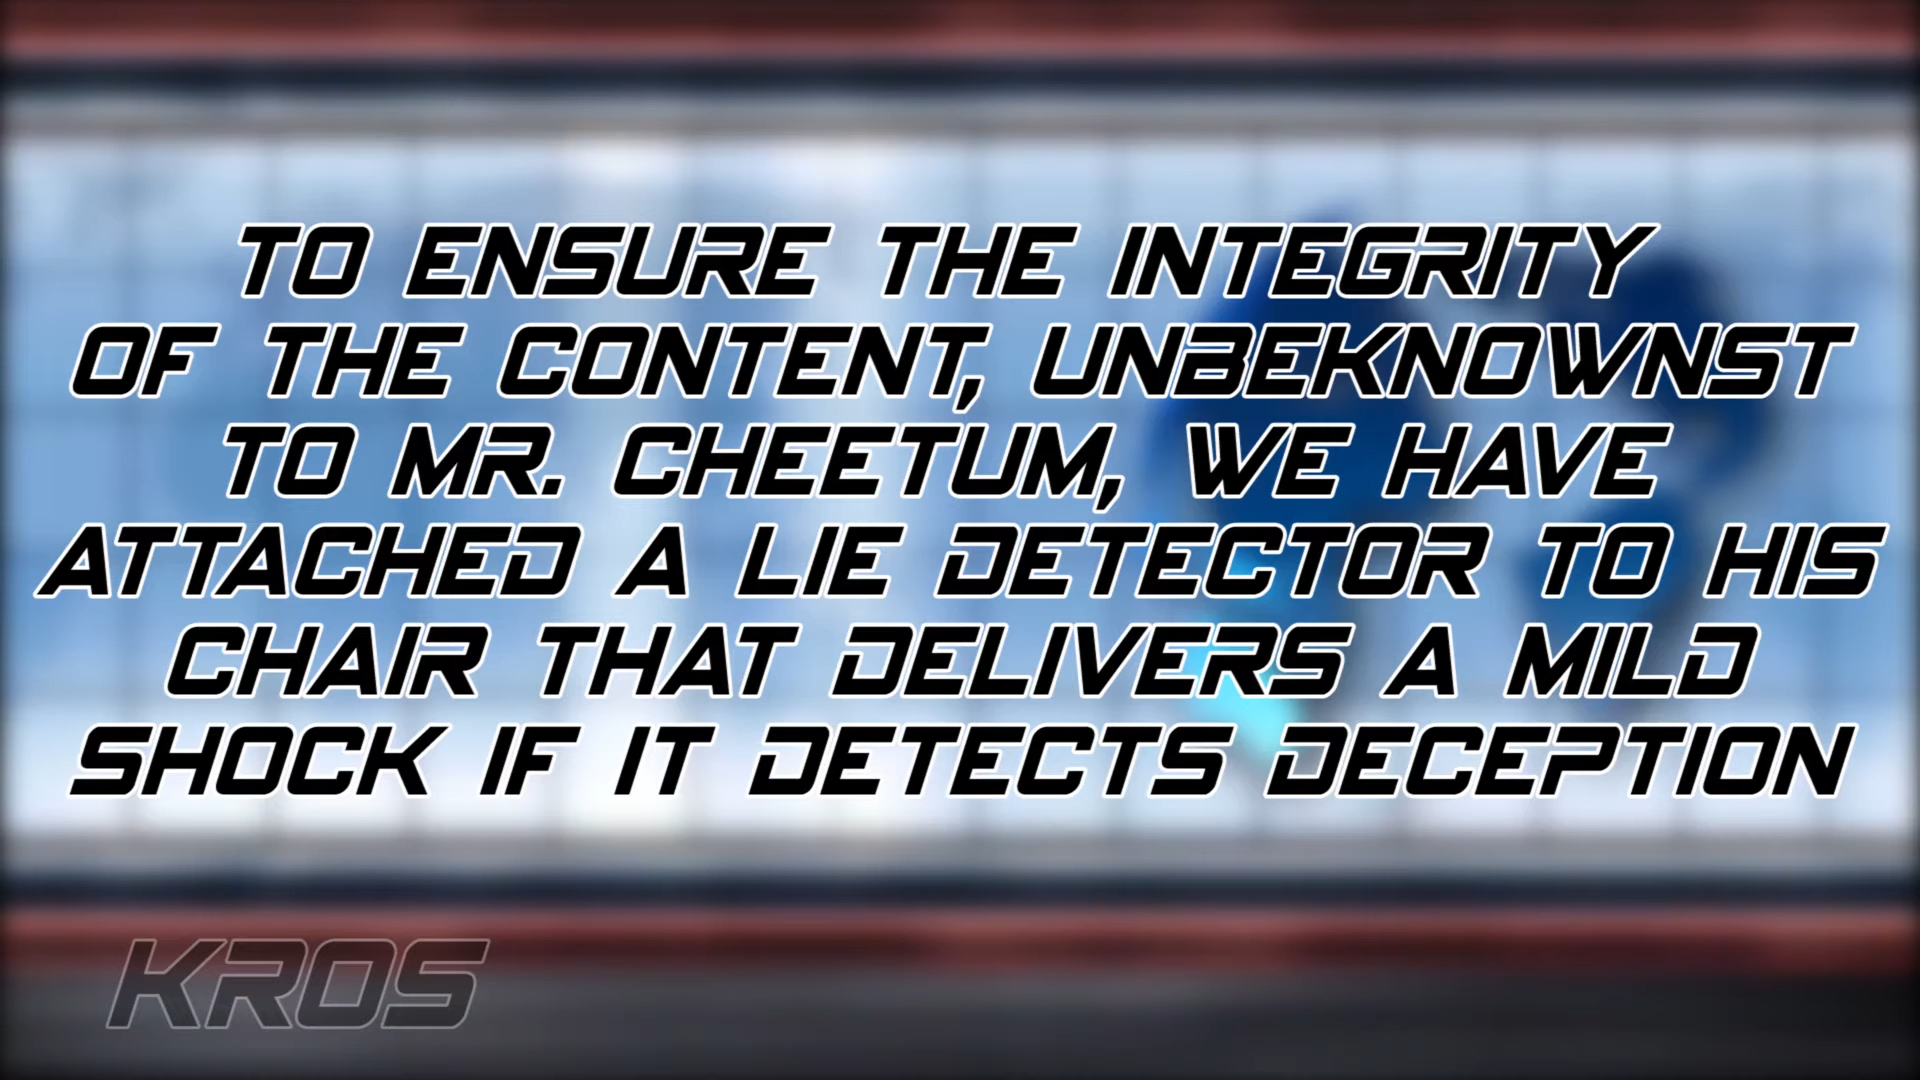 TO ENSURE THE INTEGRITY
OF THE CONTENT, UNBEKNOWNST
TO MR. CHEETUM, WE HAVE
ATTACHED A LIE DETECTOR TO HIS
CHAIR THAT DELIVERS A MILD
SHOCK IF IT DETECTS DECEPTION
KROS